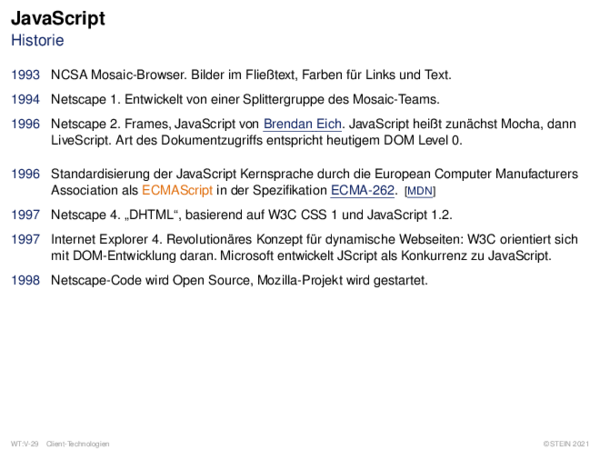 JavaScript
Historie
1993 NCSA Mosaic-Browser. Bilder im Fließtext, Farben für Links und Text.
1994 Netscape 1. Entwickelt von einer Splittergruppe des Mosaic-Teams.
1996 Netscape 2. Frames, JavaScript von Brendan Eich. JavaScript heißt zunächst Mocha, dann
LiveScript. Art des Dokumentzugriffs entspricht heutigem DOM Level 0.
1996 Standardisierung der JavaScript Kernsprache durch die European Computer Manufacturers
Association als ECMAScript in der Spezifikation ECMA-262. [MDN]
1997 Netscape 4. „DHTML“, basierend auf W3C CSS 1 und JavaScript 1.2.
1997 Internet Explorer 4. Revolutionäres Konzept für dynamische Webseiten: W3C orientiert sich
mit DOM-Entwicklung daran. Microsoft entwickelt JScript als Konkurrenz zu JavaScript.
1998 Netscape-Code wird Open Source, Mozilla-Projekt wird gestartet.
WT:V-29 Client-Technologien ©STEIN 2021